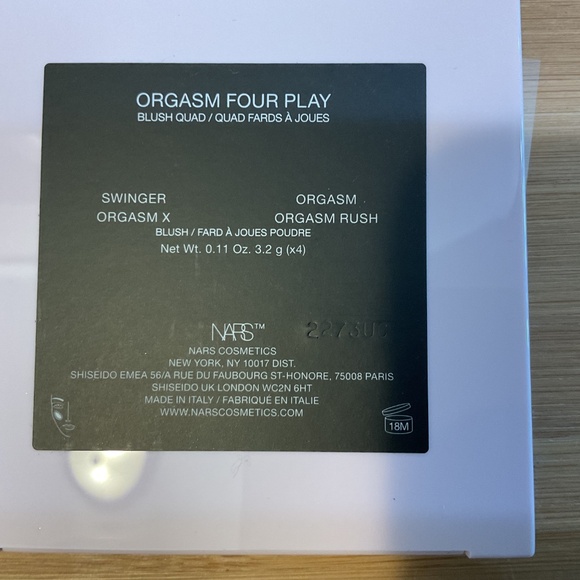 ORGASM FOUR PLAY
BLUSH QUAD / QUAD FARDS À JOUES
SWINGER ORGASM
ORGASM X ORGASM RUSH
BLUSH / FARD À JOUES POUDRE
Net Wt. 0.11 Oz. 3.2 g (x4)
NARS™
NARS COSMETICS
NEW YORK, NY 10017 DIST.
SHISEIDO EMEA 56/A RUE DU FAUBOURG ST-HONORE, 75008 PARIS
SHISEIDO UK LONDON WC2N 6HT
MADE IN ITALY / FABRIQUÉ EN ITALIE
WWW.NARSCOSMETICS.COM
18M